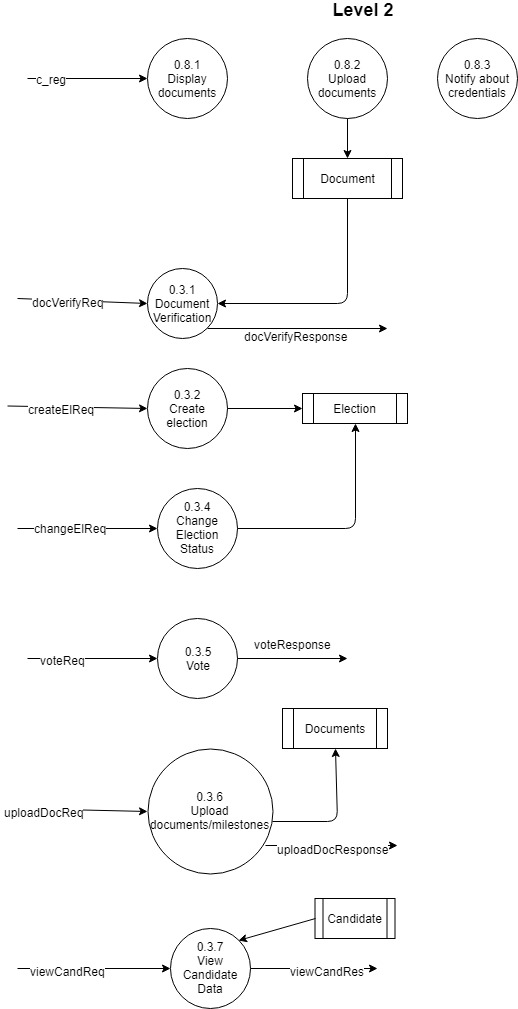 Level 2
0.8.1
Display
documents
0.8.2
Upload
documents
0.8.3
Notify about
credentials
c_reg
Document
0.3.1
Document
Verification
docVerifyReq
docVerifyResponse
0.3.2
Create
election
createElReq
Election
0.3.4
Change
Election
Status
changeElReq
0.3.5
Vote
voteReq
voteResponse
Documents
0.3.6
Upload
documents/milestones
uploadDocReq
uploadDocResponse
Candidate
0.3.7
View
Candidate
Data
viewCandReq
viewCandRes